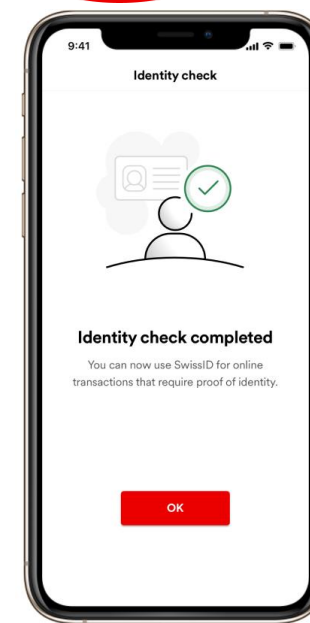 9:41
Identity check
Identity check completed
You can now use SwissID for online
transactions that require proof of identity.
OK